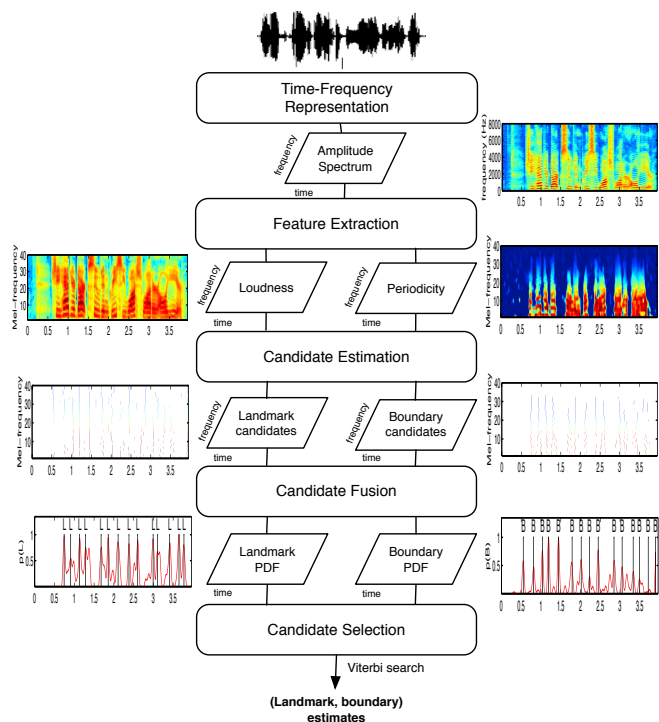 Time-Frequency
Representation
frequency
Amplitude
Spectrum
time
frequency (Hz)
8000
6000
4000
2000
0
0.5 1 1.5 2 2.5 3 3.5
Feature Extraction
Mel-frequency
40
30
20
10
0 0.5 1 1.5 2 2.5 3 3.5
frequency
Loudness
time
frequency
Periodicity
time
Mel-frequency
40
30
20
10
0 0.5 1 1.5 2 2.5 3 3.5
Candidate Estimation
Mel-frequency
40
30
20
10
0 0.5 1 1.5 2 2.5 3 3.5
frequency
Landmark
candidates
time
frequency
Boundary
candidates
time
Mel-frequency
40
30
20
10
0 0.5 1 1.5 2 2.5 3 3.5
Candidate Fusion
L L L L L L L L L L L L L L
p(L)
1
0.5
0 0.5 1 1.5 2 2.5 3 3.5
Landmark
PDF
time
Boundary
PDF
time
B B B B B B B B B B B B B B B
p(B)
1
0.5
0 0.5 1 1.5 2 2.5 3 3.5
Candidate Selection
Viterbi search
(Landmark, boundary)
estimates